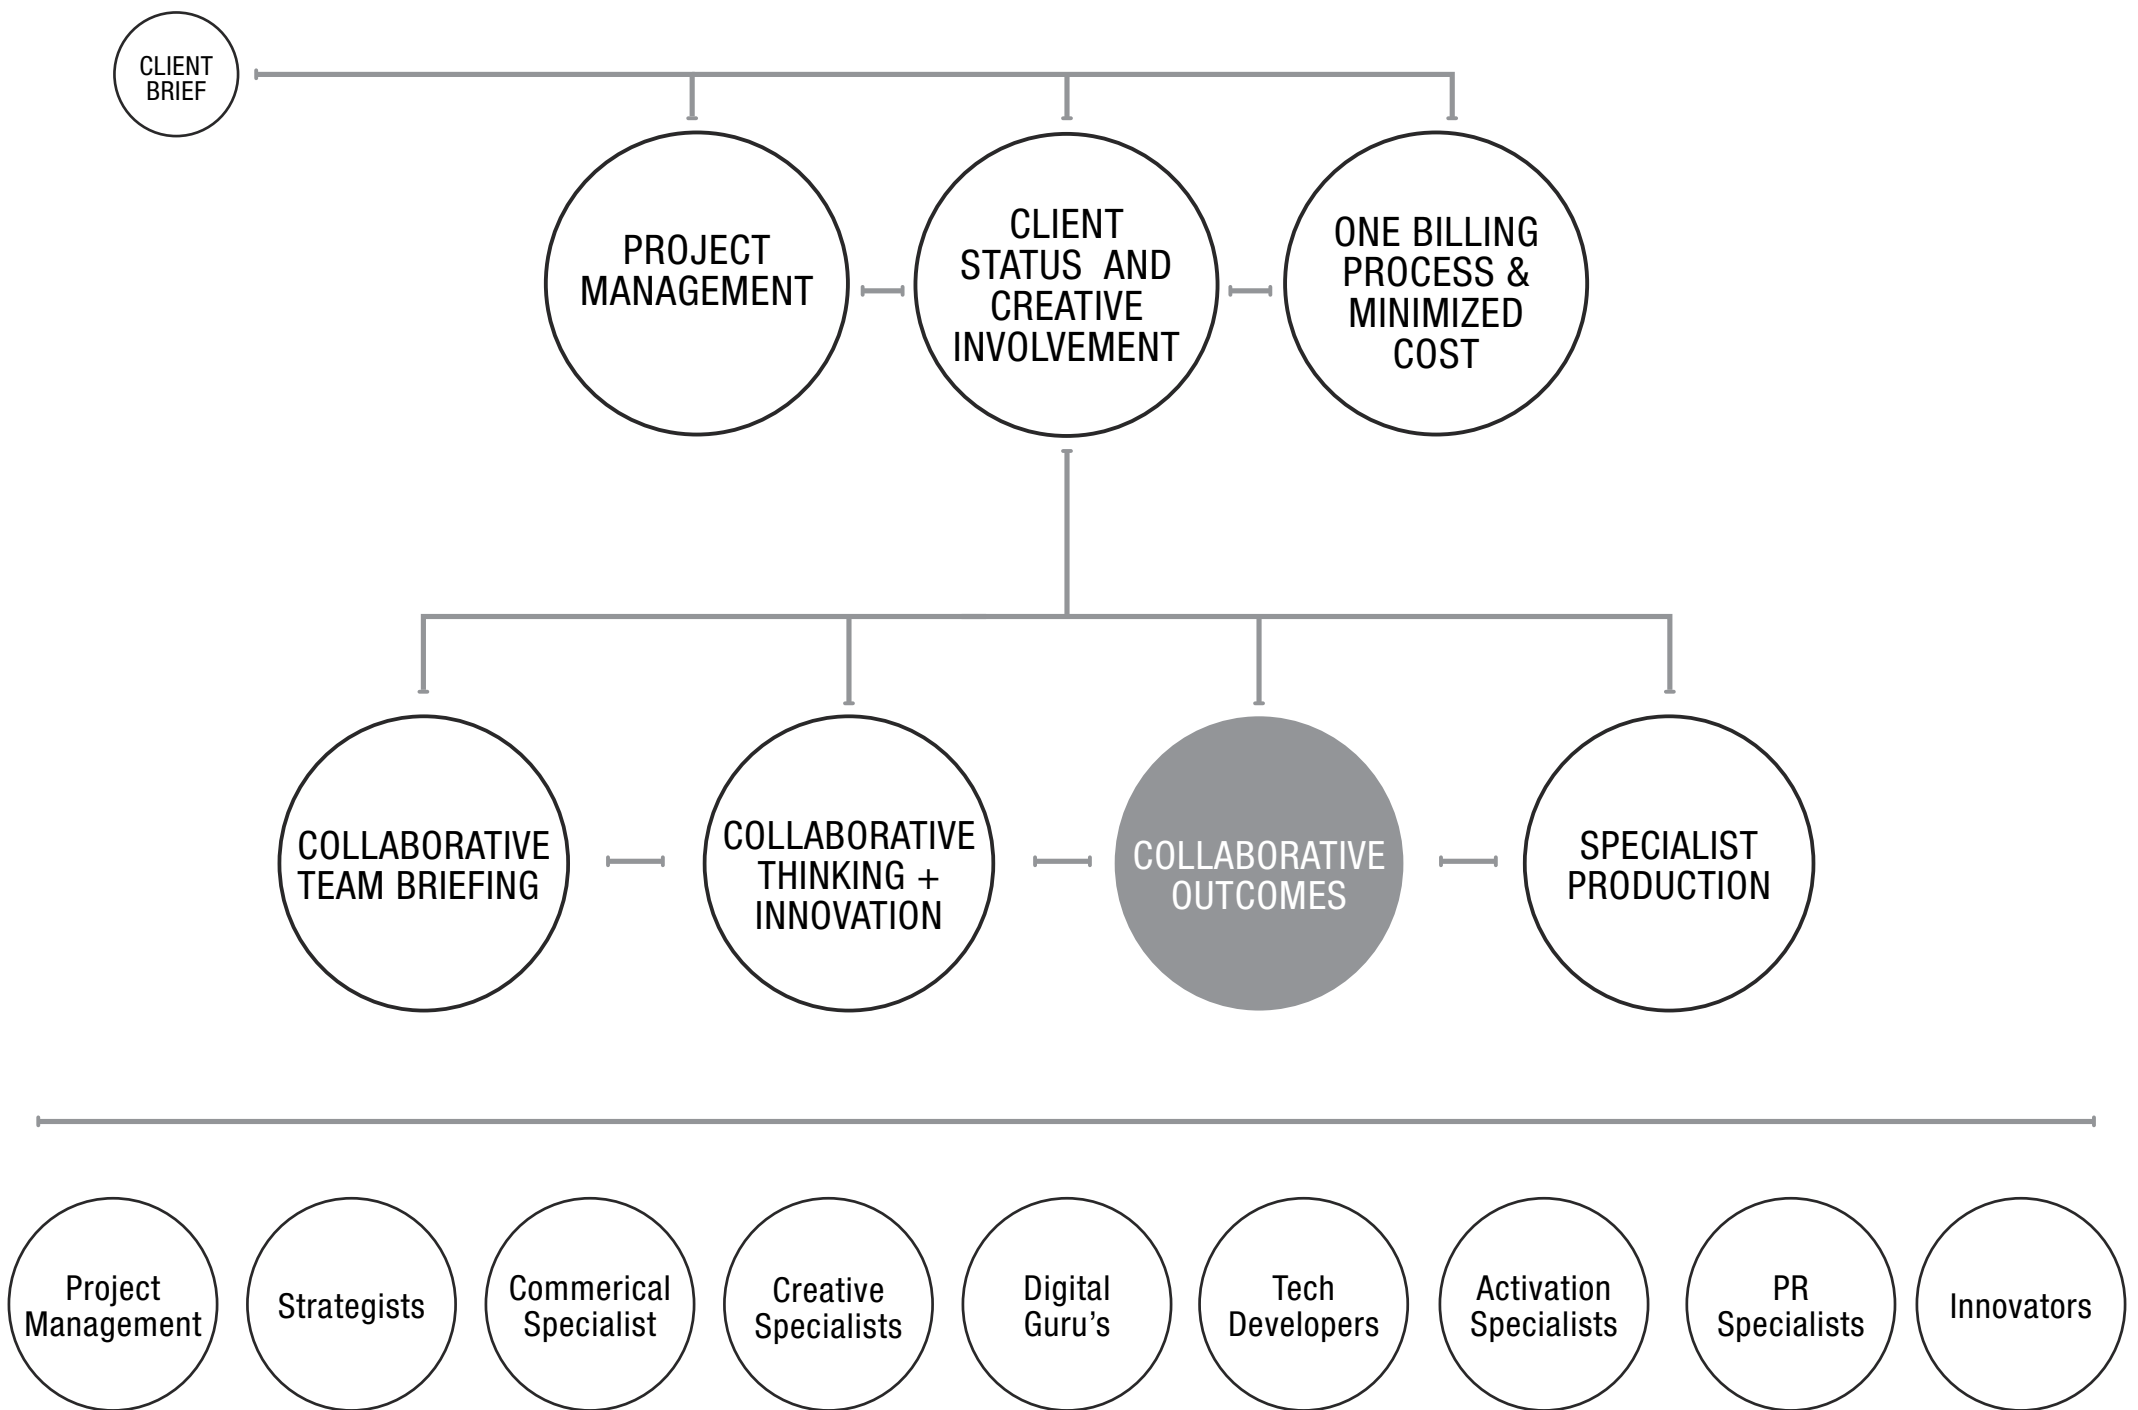 CLIENT
BRIEF
PROJECT
MANAGEMENT
CLIENT
STATUS AND
CREATIVE
INVOLVEMENT
ONE BILLING
PROCESS &
MINIMIZED
COST
COLLABORATIVE
TEAM BRIEFING
COLLABORATIVE
THINKING +
INNOVATION
COLLABORATIVE
OUTCOMES
SPECIALIST
PRODUCTION
Project
Management
Strategists
Commerical
Specialist
Creative
Specialists
Digital
Guru’s
Tech
Developers
Activation
Specialists
PR
Specialists
Innovators